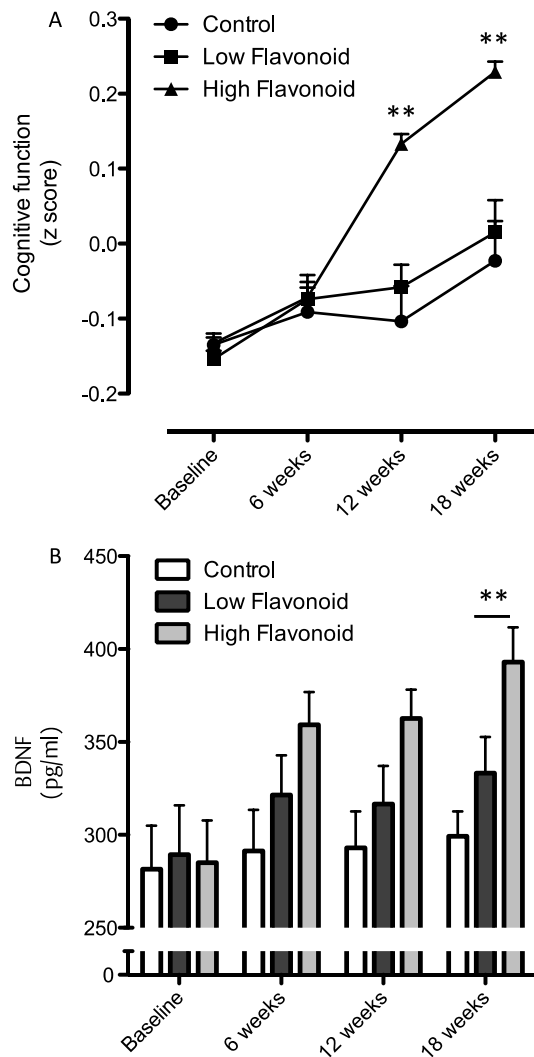 A
Control
Low Flavonoid
High Flavonoid
Cognitive function
(z score)
0.3
0.2
0.1
0.0
-0.1
-0.2
**
**
Baseline
6 weeks
12 weeks
18 weeks
B
Control
Low Flavonoid
High Flavonoid
BDNF
(pg/ml)
450
400
350
300
250
0
**
Baseline
6 weeks
12 weeks
18 weeks